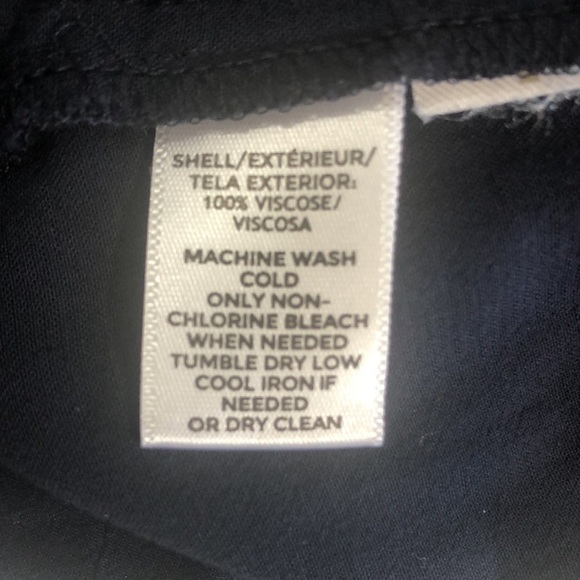 SHELL/EXTÉRIEUR/
TELA EXTERIOR:
100% VISCOSE/
VISCOSA
MACHINE WASH
COLD
ONLY NON-
CHLORINE BLEACH
WHEN NEEDED
TUMBLE DRY LOW
COOL IRON IF
NEEDED
OR DRY CLEAN